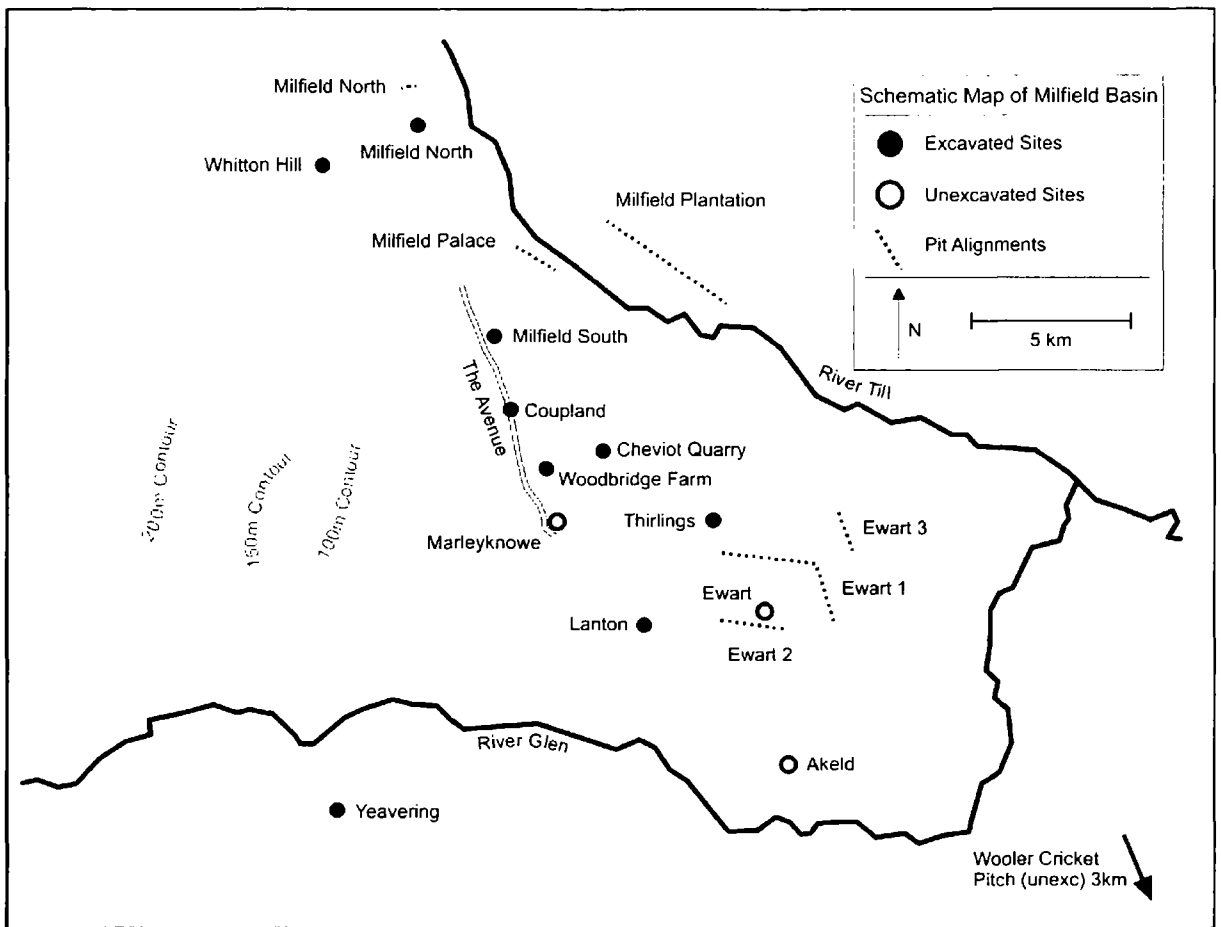 Milfield North
Milfield North
Whitton Hill
Milfield Plantation
Milfield Palace
Schematic Map of Milfield Basin
Excavated Sites
Unexcavated Sites
Pit Alignments
N
5 km
Milfield South
The Avenue
River Till
Coupland
Cheviot Quarry
Woodbridge Farm
200m Contour
150m Contour
100m Contour
Marleyknowe
Thirlings
Ewart 3
Ewart 1
Ewart
Lanton
Ewart 2
River Glen
Akeld
Yeavering
Wooler Cricket
Pitch (unexc) 3km